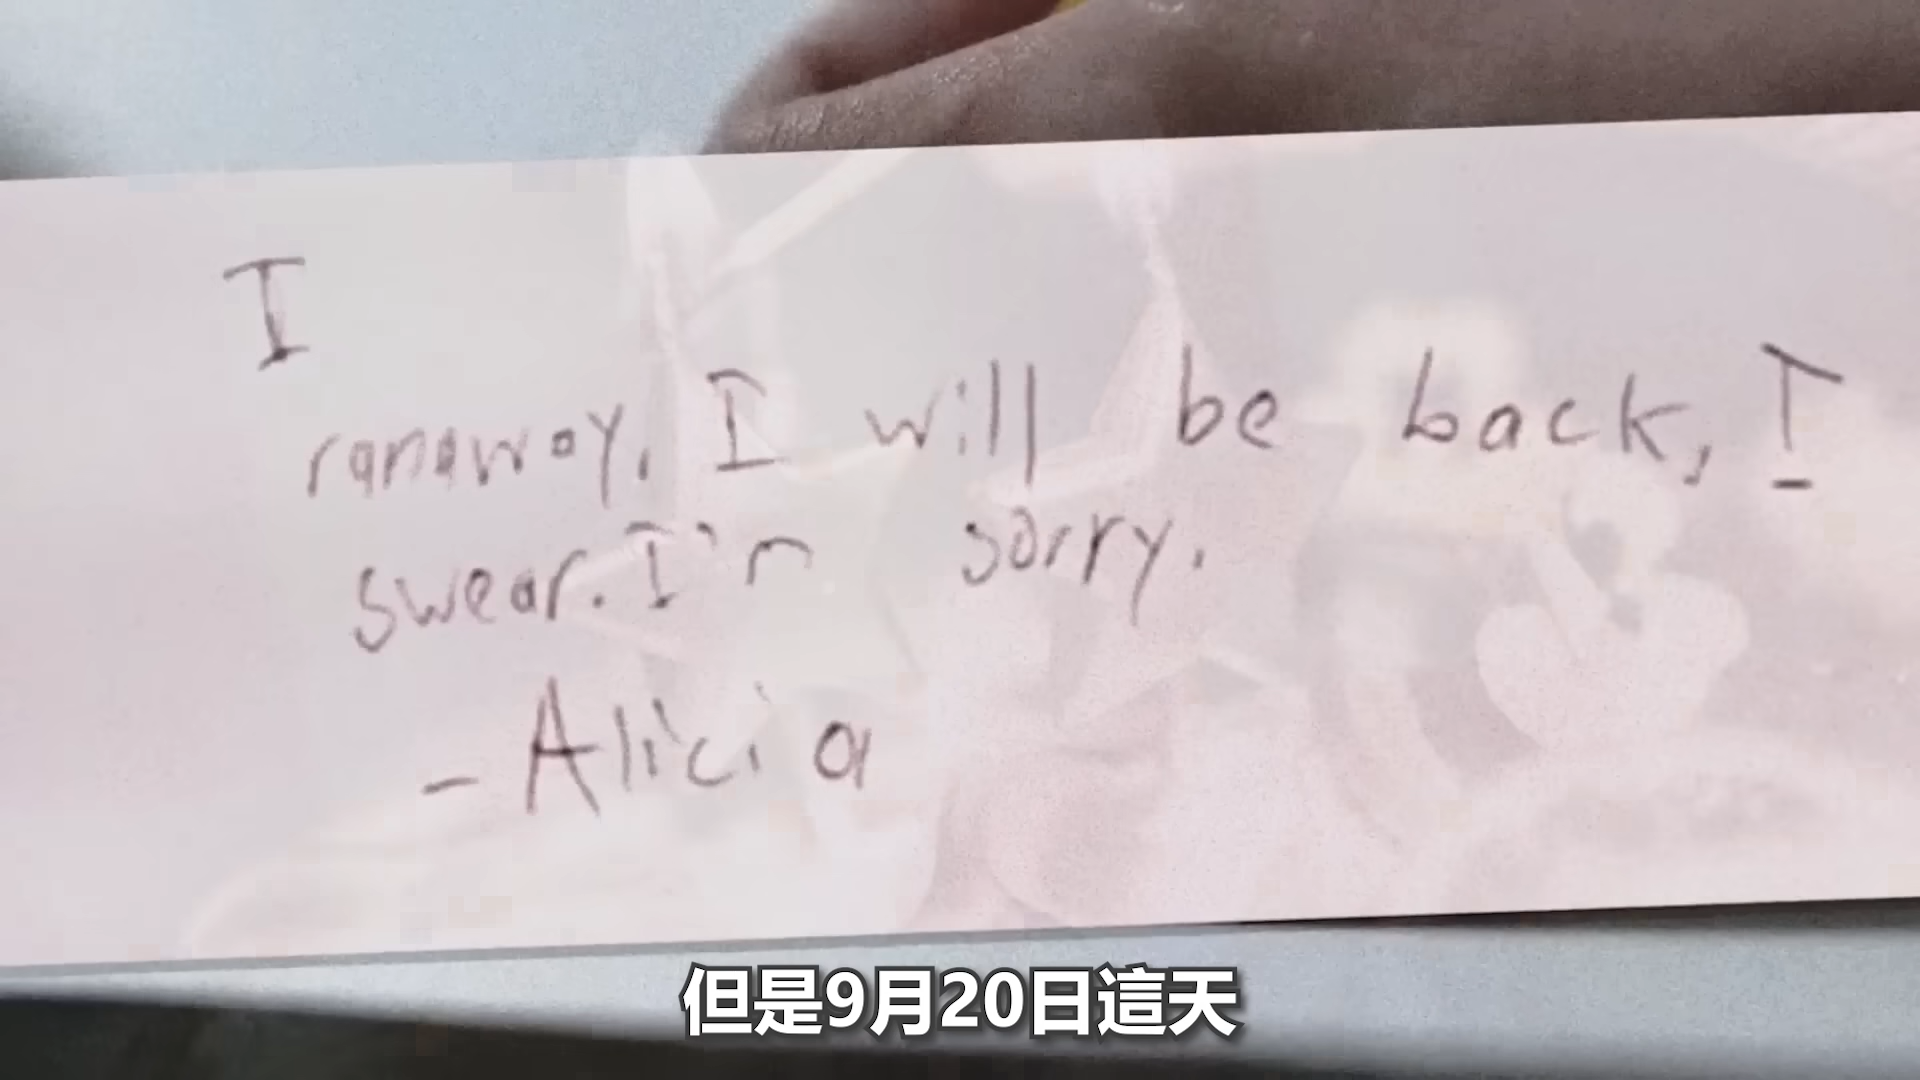 I
ranaway. I will be back, I
swear. I'm sorry.
- Alicia
但是9月20日這天